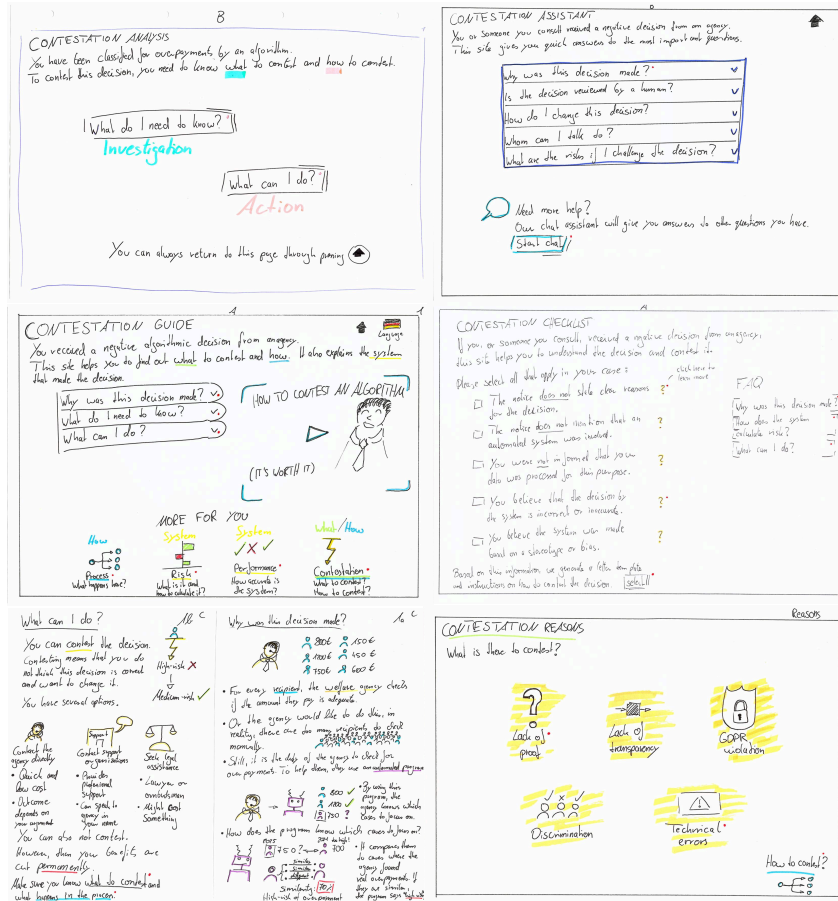 B
CONTESTATION ANALYSIS
You have been classified for overpayments by an algorithm.
To contest this decision, you need to know what to contest and how to contest.
What do I need to know?
Investigation
What can I do?
Action
You can always return to this page through pressing
CONTESTATION ASSISTANT
You or someone you consult received a negative decision from an agency.
This site gives you quick answers to the most important questions.
Why was this decision made?
Is the decision reviewed by a human?
How do I change this decision?
Whom can I talk to?
What are the risks if I challenge the decision?
Need more help?
Our chat assistant will give you answers to other questions you have.
Start chat
A
CONTESTATION GUIDE
Language
You received a negative algorithmic decision from an agency.
This site helps you to find out what to contest and how. It also explains the system
that made the decision.
Why was this decision made?
What do I need to know?
What can I do?
HOW TO CONTEST AN ALGORITHM
(IT'S WORTH IT)
MORE FOR YOU
How
Process
What happens here?
System
Risk
What is it and
how to calculate it?
System
Performance
How accurate is
the system?
What/How
Contestation
What to contest?
How to contest?
A
CONTESTATION CHECKLIST
If you, or someone you consult, received a negative decision from an agency,
this site helps you to understand the decision and contest it.
Please select all that apply in your case:
click here to
learn more
The notice does not state clear reasons
for the decision.
The notice does not mention that an
automated system was involved.
You were not informed that your
data was processed for this purpose.
You believe that the decision by
the system is incorrect or inaccurate.
You believe the system was made
based on a stereotype or bias.
Based on this information we generate a letter template
and instructions on how to contest the decision.
FAQ
Why was this decision made?
How does the system
calculate risk?
What can I do?
What can I do?
C
You can contest the decision.
Contesting means that you do
not think this decision is correct
and want to change it.
You have several options.
High-risk
Medium-risk
Contact the
agency directly
• Quick and
low cost
• Outcome
depends on
your argument
Support
Contact support
organizations
• Provides
professional
support
• Can speak to
agency in
your name
Seek legal
assistance
• Lawyer or
ombudsmen
• Might cost
something
You can also not contest.
However, then your benefits are
cut permanently.
Make sure you know what to contest and
what happens in the process.
Why was this decision made?
C
800€ 150€
1100€ 450€
750€ 600€
• For every recipient, the welfare agency checks
if the amount they pay is adequate.
• Or the agency would like to do this, in
reality there are too many recipients to check
manually.
• Still, it is the duty of the agency to check for
overpayments. To help them, they use an automated program
800
1100
750 ?
• By using this
program, the
agency knows which
cases to focus on.
• How does the program know which cases to focus on?
750 ?
700
similar
similar
Similarity: 70%
High-risk of overpayment
• It compares them
to cases where the
agency found
real overpayments. If
they are similar,
the program says high-risk
Reasons
CONTESTATION REASONS
What is there to contest?
Lack of
proof
Lack of
transparency
GDPR
violation
Discrimination
Technical
errors
How to contest?